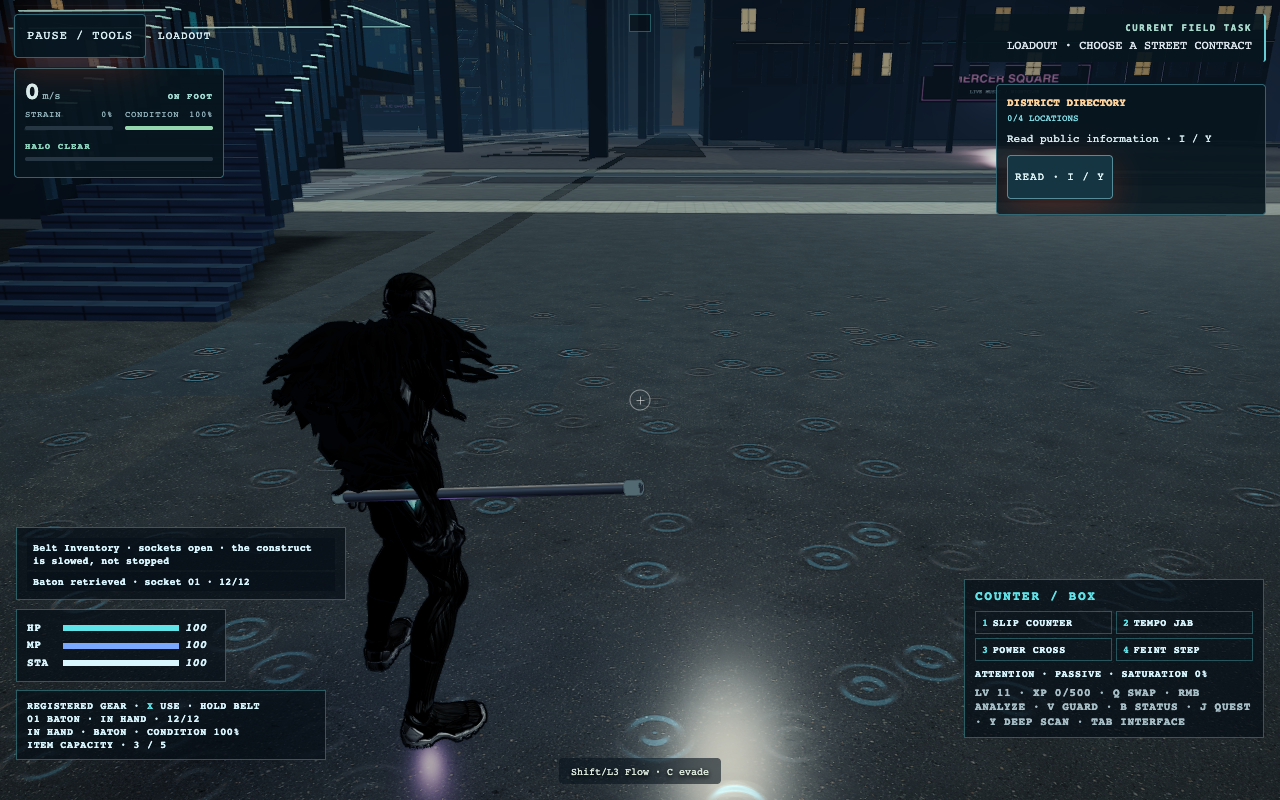 PAUSE / TOOLS
LOADOUT
0 m/s
ON FOOT
STRAIN 0%
CONDITION 100%
HALO CLEAR
CURRENT FIELD TASK
LOADOUT · CHOOSE A STREET CONTRACT
MERCER SQUARE
DISTRICT DIRECTORY
0/4 LOCATIONS
Read public information · I / Y
READ · I / Y
Belt Inventory · sockets open · the construct
is slowed, not stopped
Baton retrieved · socket 01 · 12/12
HP 100
MP 100
STA 100
REGISTERED GEAR · X USE · HOLD BELT
01 BATON · IN HAND · 12/12
IN HAND · BATON · CONDITION 100%
ITEM CAPACITY · 3 / 5
COUNTER / BOX
1 SLIP COUNTER
2 TEMPO JAB
3 POWER CROSS
4 FEINT STEP
ATTENTION · PASSIVE · SATURATION 0%
LV 11 · XP 0/500 · Q SWAP · RMB
ANALYZE · V GUARD · B STATUS · J QUEST
· Y DEEP SCAN · TAB INTERFACE
Shift/L3 Flow · C evade